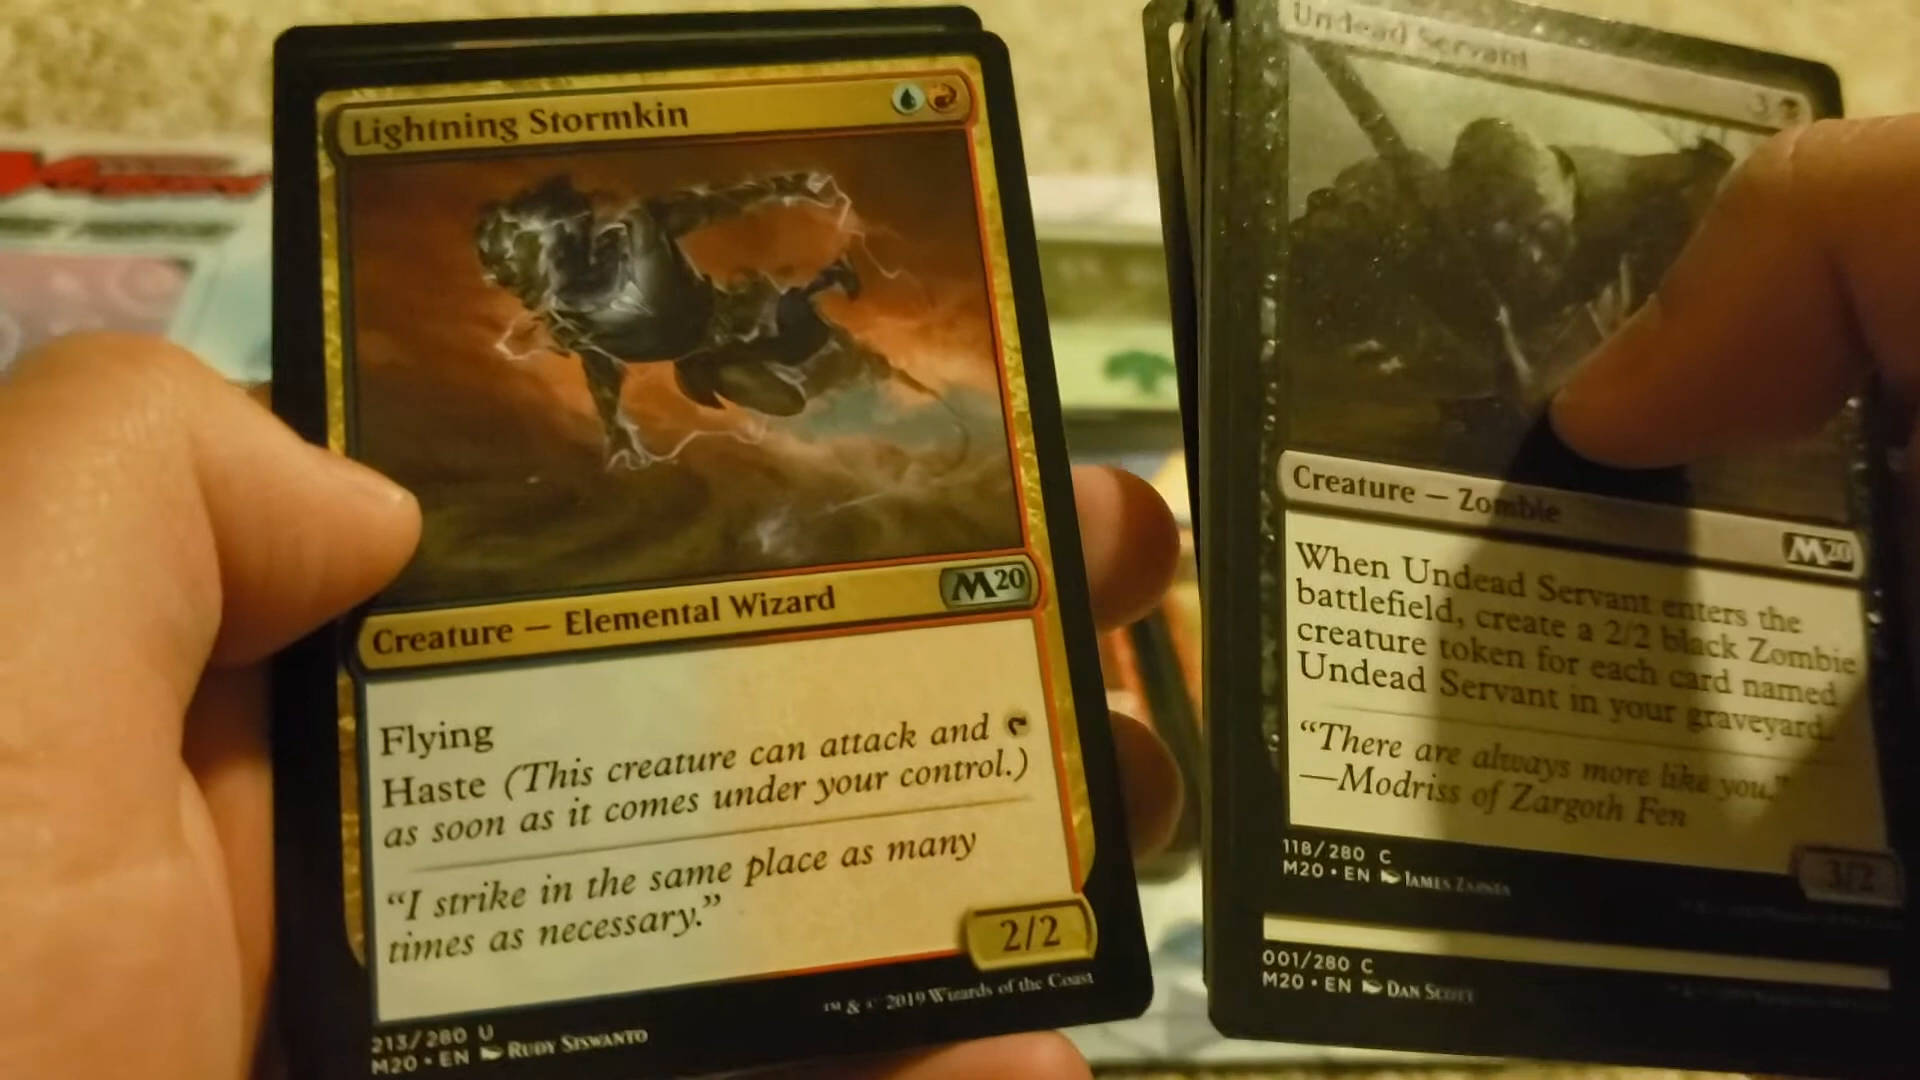 Lightning Stormkin
Creature — Elemental Wizard
M20
Flying
Haste (This creature can attack and
as soon as it comes under your control.)
“I strike in the same place as many
times as necessary.”
2/2
™ & © 2019 Wizards of the Coast
213/280 U
M20 • EN RUDY SISWANTO
Undead Servant
3
Creature — Zombie
M20
When Undead Servant enters the
battlefield, create a 2/2 black Zombie
creature token for each card named
Undead Servant in your graveyard.
“There are always more like you.”
—Modriss of Zargoth Fen
3/2
118/280 C
M20 • EN JAMES ZAPATA
001/280 C
M20 • EN DAN SCOTT